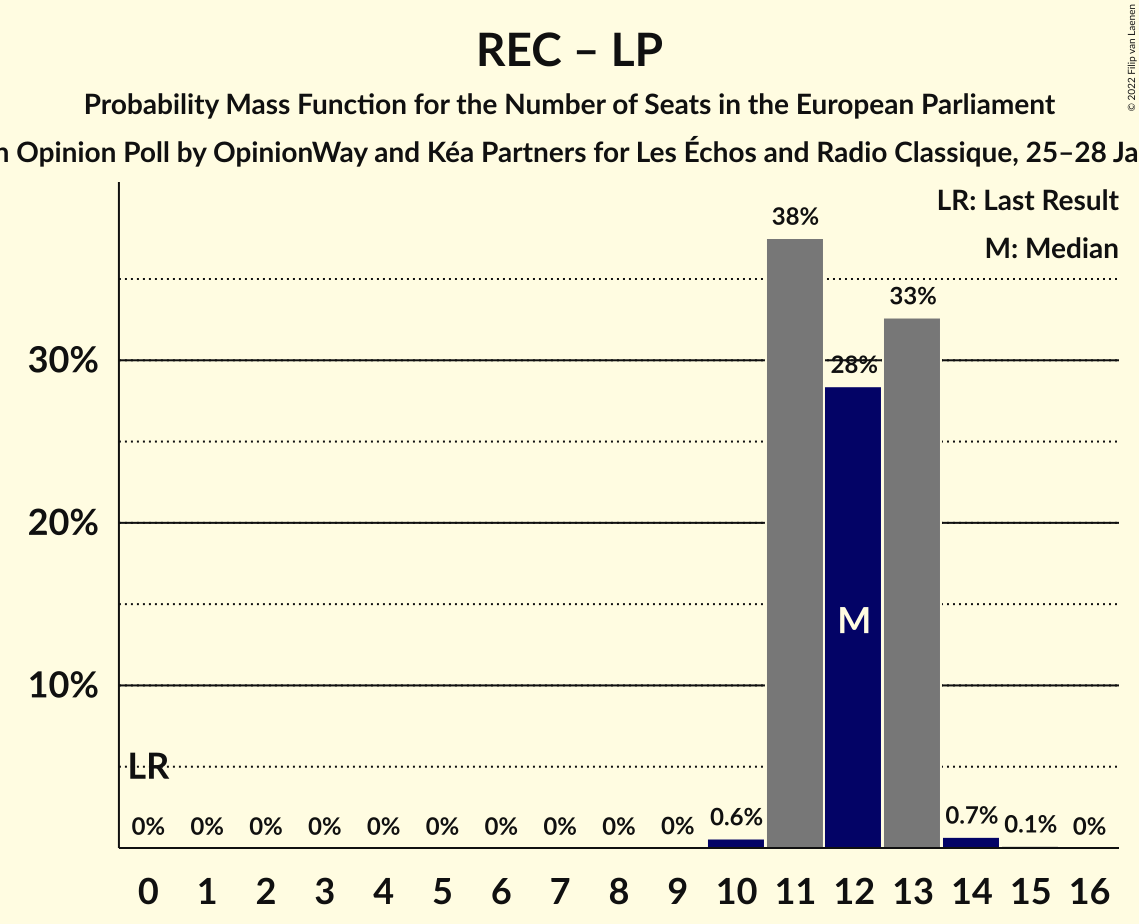 REC – LP
Probability Mass Function for the Number of Seats in the European Parliament
Opinion Poll by OpinionWay and Kéa Partners for Les Échos and Radio Classique, 25–28
© 2022 Filip van Laenen
LR: Last Result
M: Median
38%
33%
28%
30%
20%
10%
M
LR
0% 0% 0% 0% 0% 0% 0% 0% 0% 0% 0.6% 0.7% 0.1% 0%
0 1 2 3 4 5 6 7 8 9 10 11 12 13 14 15 16